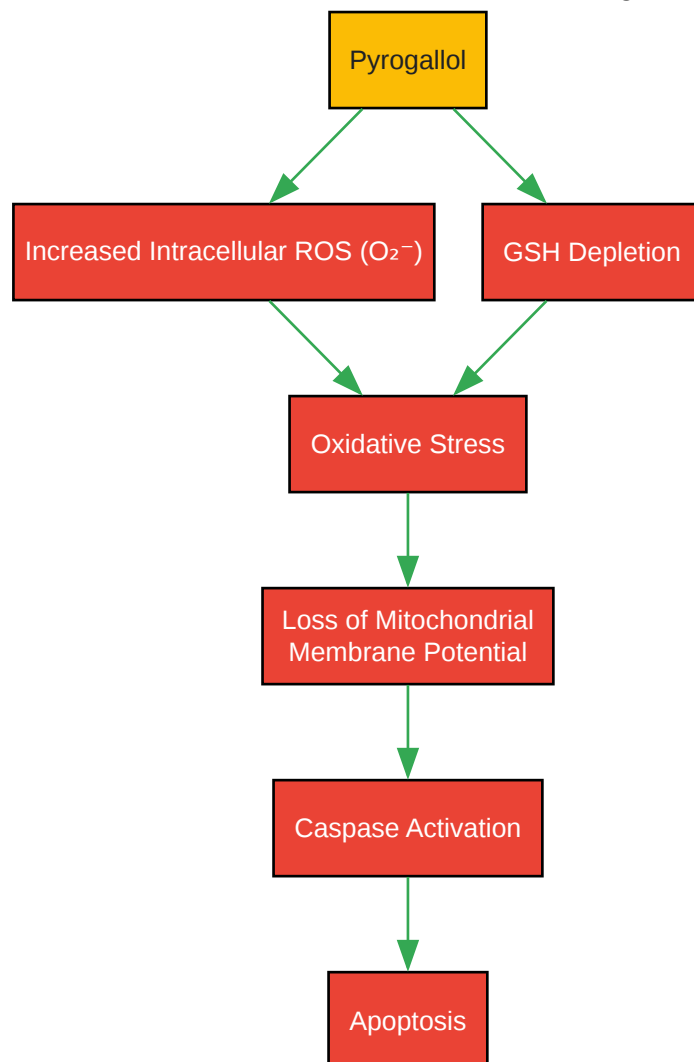 Pyrogallol
Increased Intracellular ROS (O₂⁻)
GSH Depletion
Oxidative Stress
Loss of Mitochondrial
Membrane Potential
Caspase Activation
Apoptosis